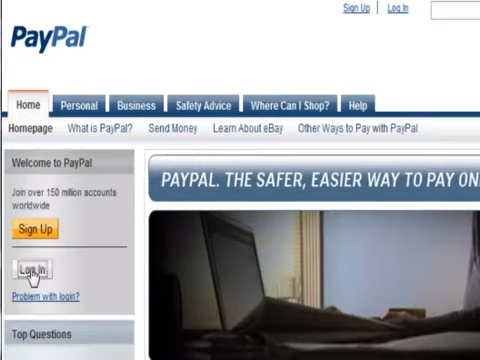 Sign Up | Log In
PayPal
Home Personal Business Safety Advice Where Can I Shop? Help
Homepage What is PayPal? Send Money Learn About eBay Other Ways to Pay with PayPal
Welcome to PayPal
Join over 150 million accounts
worldwide
Sign Up
Log In
Problem with login?
Top Questions
PAYPAL. THE SAFER, EASIER WAY TO PAY